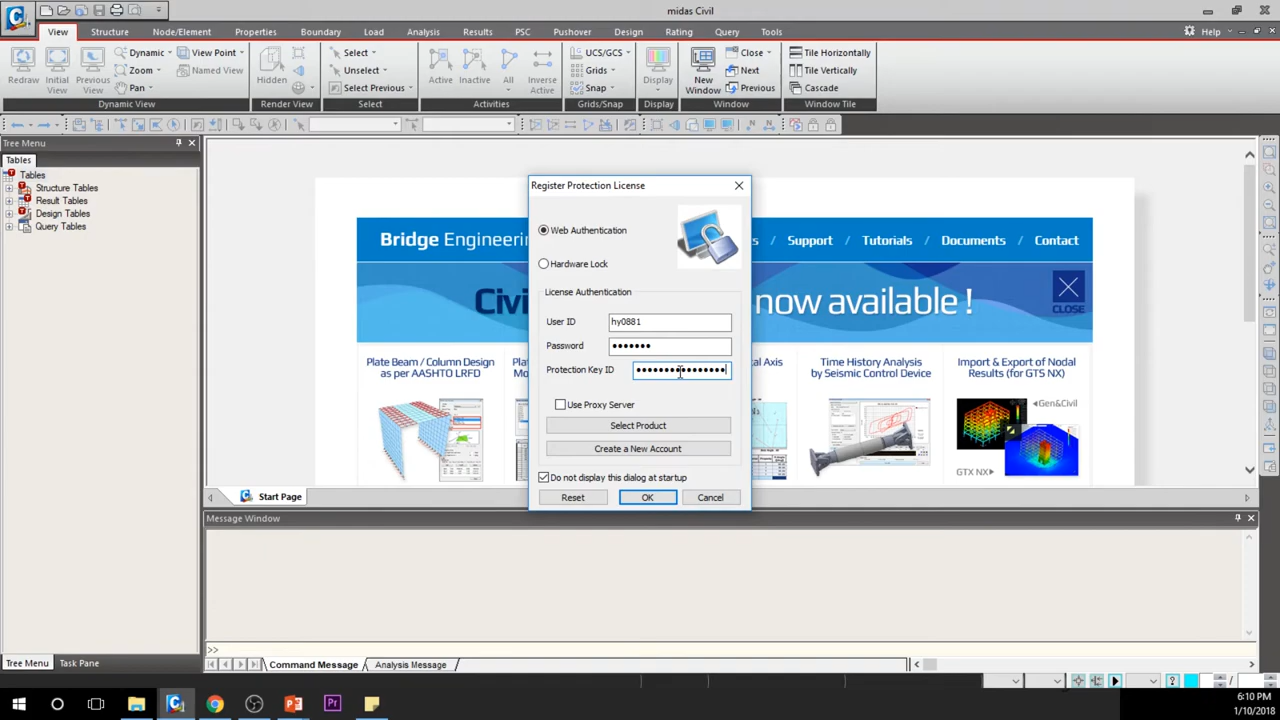 midas Civil
View Structure Node/Element Properties Boundary Load Analysis Results PSC Pushover Design Rating Query Tools Help
Redraw
Initial View
Previous View
Dynamic
Zoom
Pan
View Point
Named View
Dynamic View
Hidden
Render View
Select
Unselect
Select Previous
Select
Active
Inactive
All
Inverse Active
Activities
UCS/GCS
Grids
Snap
Grids/Snap
Display
Display
New Window
Close
Next
Previous
Window
Tile Horizontally
Tile Vertically
Cascade
Window Tile
Tree Menu
Tables
Tables
Structure Tables
Result Tables
Design Tables
Query Tables
Bridge Engineerin
s / Support / Tutorials / Documents / Contact
Civi
now available !
CLOSE
Plate Beam / Column Design
as per AASHTO LRFD
al Axis
Time History Analysis
by Seismic Control Device
Import & Export of Nodal
Results (for GTS NX)
Gen&Civil
GTX NX
Register Protection License
Web Authentication
Hardware Lock
License Authentication
User ID hy0881
Password •••••••
Protection Key ID ••••••••••••••••
Use Proxy Server
Select Product
Create a New Account
Do not display this dialog at startup
Reset OK Cancel
Start Page
Message Window
>>
Tree Menu Task Pane
Command Message Analysis Message
6:10 PM
1/10/2018